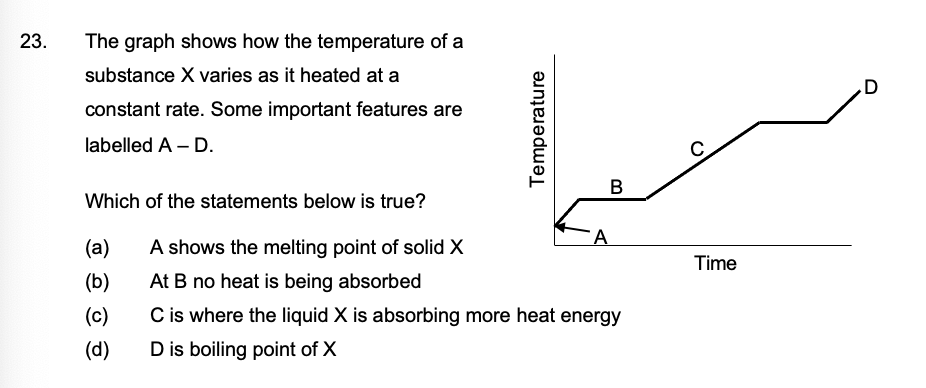 23. The graph shows how the temperature of a
substance X varies as it heated at a
constant rate. Some important features are
labelled A – D.
Which of the statements below is true?
(a) A shows the melting point of solid X
(b) At B no heat is being absorbed
(c) C is where the liquid X is absorbing more heat energy
(d) D is boiling point of X
Temperature
A
B
C
D
Time